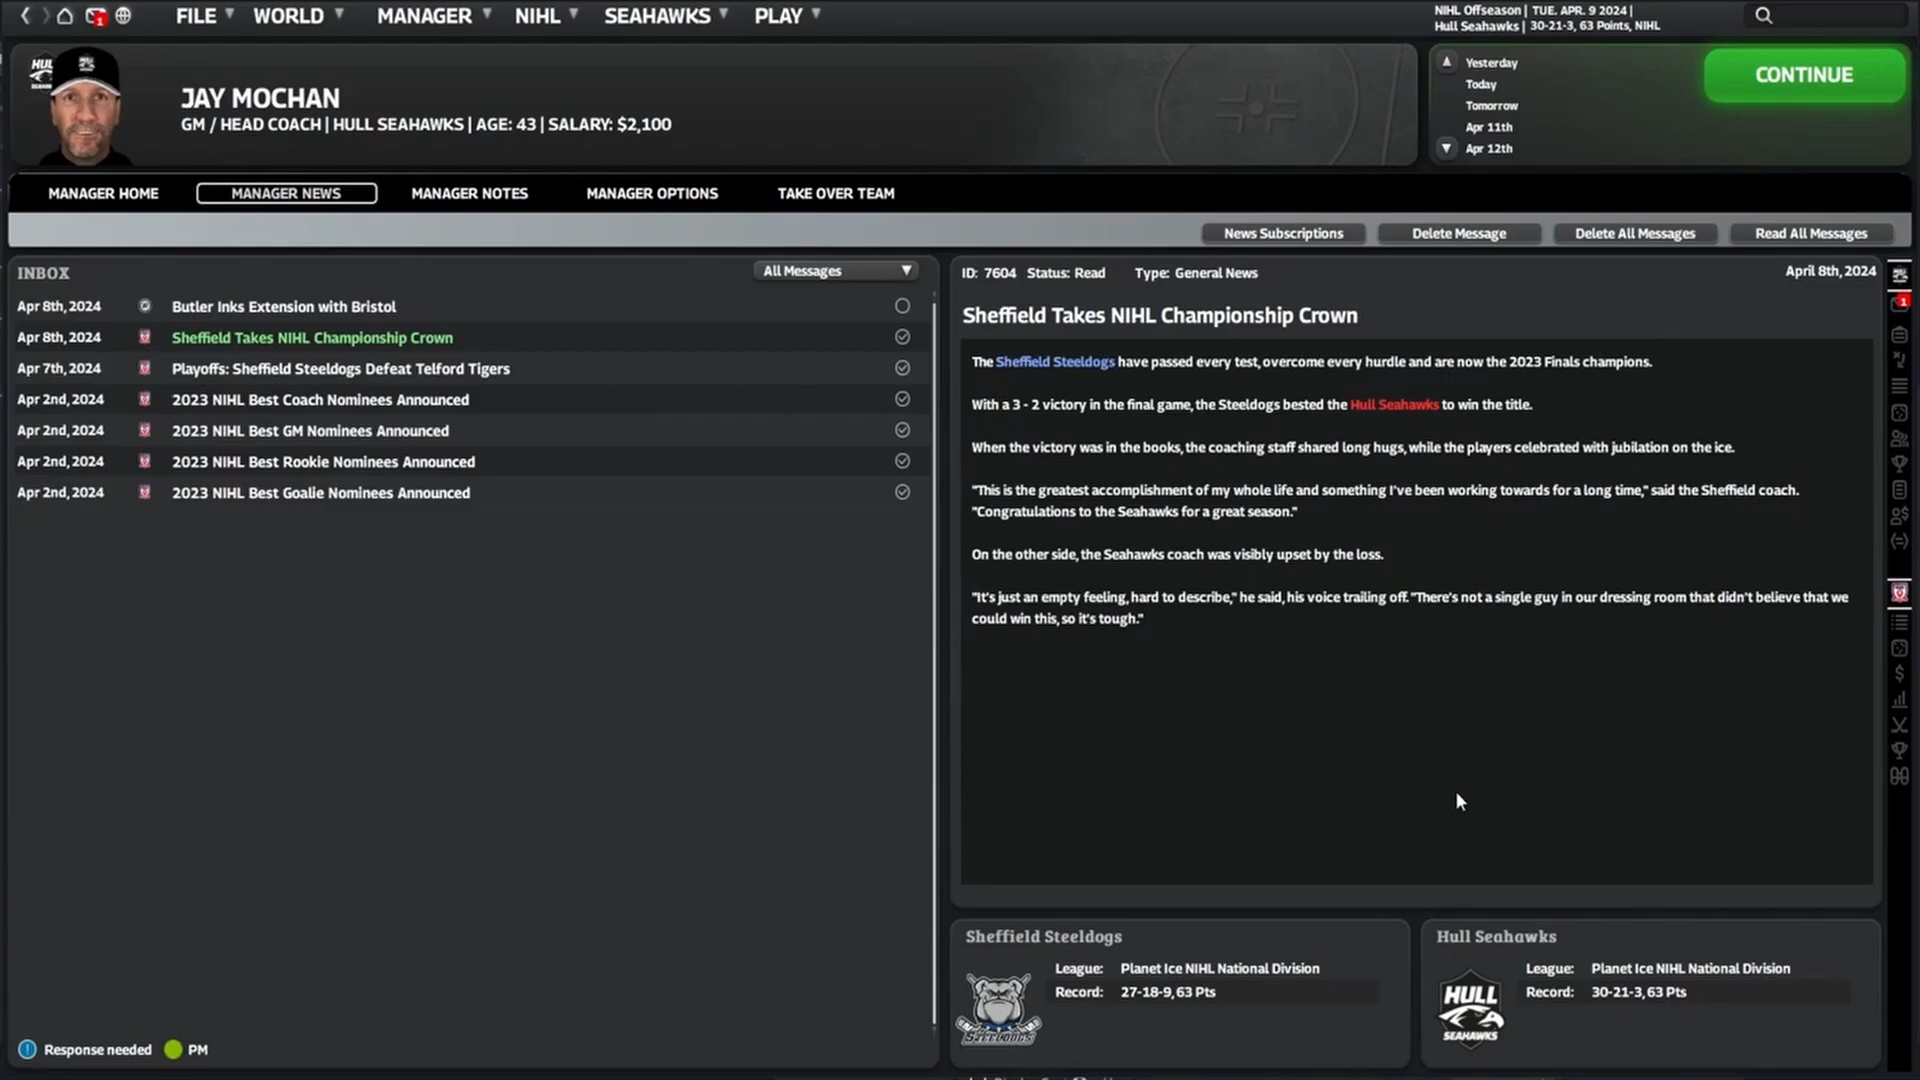 1
FILE
WORLD
MANAGER
NIHL
SEAHAWKS
PLAY
NIHL Offseason | TUE. APR. 9 2024 |
Hull Seahawks | 30-21-3, 63 Points, NIHL
HULL
JAY MOCHAN
GM / HEAD COACH | HULL SEAHAWKS | AGE: 43 | SALARY: $2,100
Yesterday
Today
Tomorrow
Apr 11th
Apr 12th
CONTINUE
MANAGER HOME
MANAGER NEWS
MANAGER NOTES
MANAGER OPTIONS
TAKE OVER TEAM
News Subscriptions
Delete Message
Delete All Messages
Read All Messages
INBOX
All Messages
Apr 8th, 2024 Butler Inks Extension with Bristol
Apr 8th, 2024 Sheffield Takes NIHL Championship Crown
Apr 7th, 2024 Playoffs: Sheffield Steeldogs Defeat Telford Tigers
Apr 2nd, 2024 2023 NIHL Best Coach Nominees Announced
Apr 2nd, 2024 2023 NIHL Best GM Nominees Announced
Apr 2nd, 2024 2023 NIHL Best Rookie Nominees Announced
Apr 2nd, 2024 2023 NIHL Best Goalie Nominees Announced
Response needed
PM
ID: 7604 Status: Read Type: General News
April 8th, 2024
1
Sheffield Takes NIHL Championship Crown
The Sheffield Steeldogs have passed every test, overcome every hurdle and are now the 2023 Finals champions.
With a 3 - 2 victory in the final game, the Steeldogs bested the Hull Seahawks to win the title.
When the victory was in the books, the coaching staff shared long hugs, while the players celebrated with jubilation on the ice.
"This is the greatest accomplishment of my whole life and something I've been working towards for a long time," said the Sheffield coach.
"Congratulations to the Seahawks for a great season."
On the other side, the Seahawks coach was visibly upset by the loss.
"It's just an empty feeling, hard to describe," he said, his voice trailing off. "There's not a single guy in our dressing room that didn't believe that we
could win this, so it's tough."
Sheffield Steeldogs
League: Planet Ice NIHL National Division
Record: 27-18-9, 63 Pts
STEELDOGS
Hull Seahawks
League: Planet Ice NIHL National Division
Record: 30-21-3, 63 Pts
HULL
SEAHAWKS